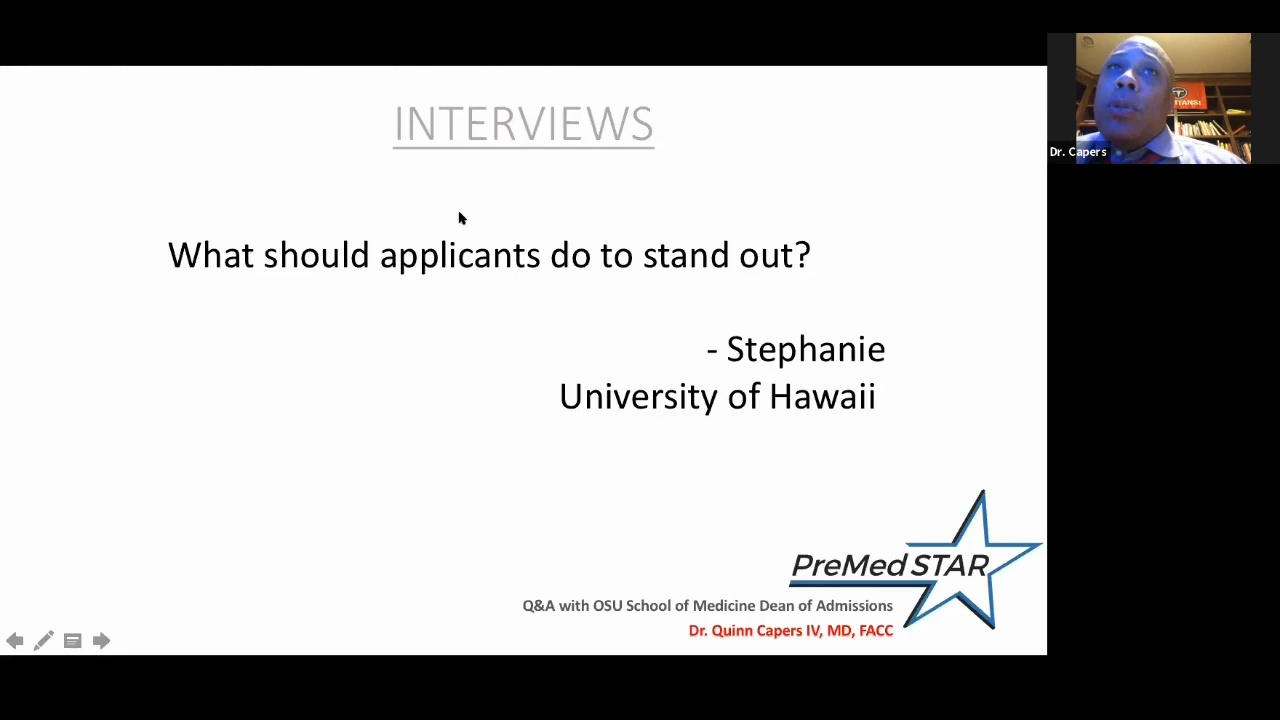 INTERVIEWS
What should applicants do to stand out?
- Stephanie
University of Hawaii
PreMed STAR
Q&A with OSU School of Medicine Dean of Admissions
Dr. Quinn Capers IV, MD, FACC
Dr. Capers